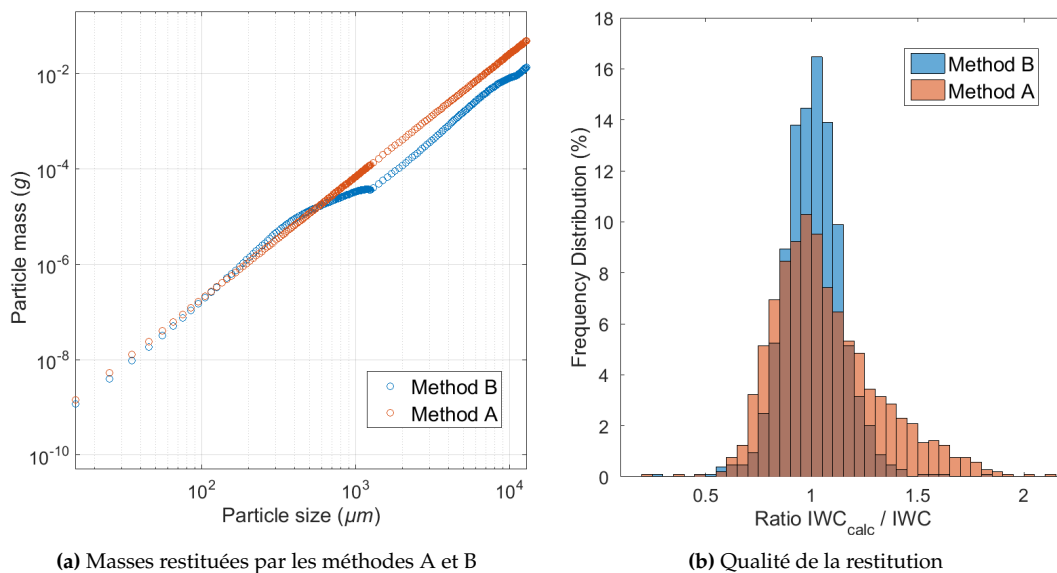 10^-2
10^-4
10^-6
10^-8
10^-10
Particle mass (g)
Method B
Method A
10^2
10^3
10^4
Particle size (μm)
(a) Masses restituées par les méthodes A et B
18
16
14
12
10
8
6
4
2
0
Frequency Distribution (%)
Method B
Method A
0.5
1
1.5
2
Ratio IWC_calc / IWC
(b) Qualité de la restitution